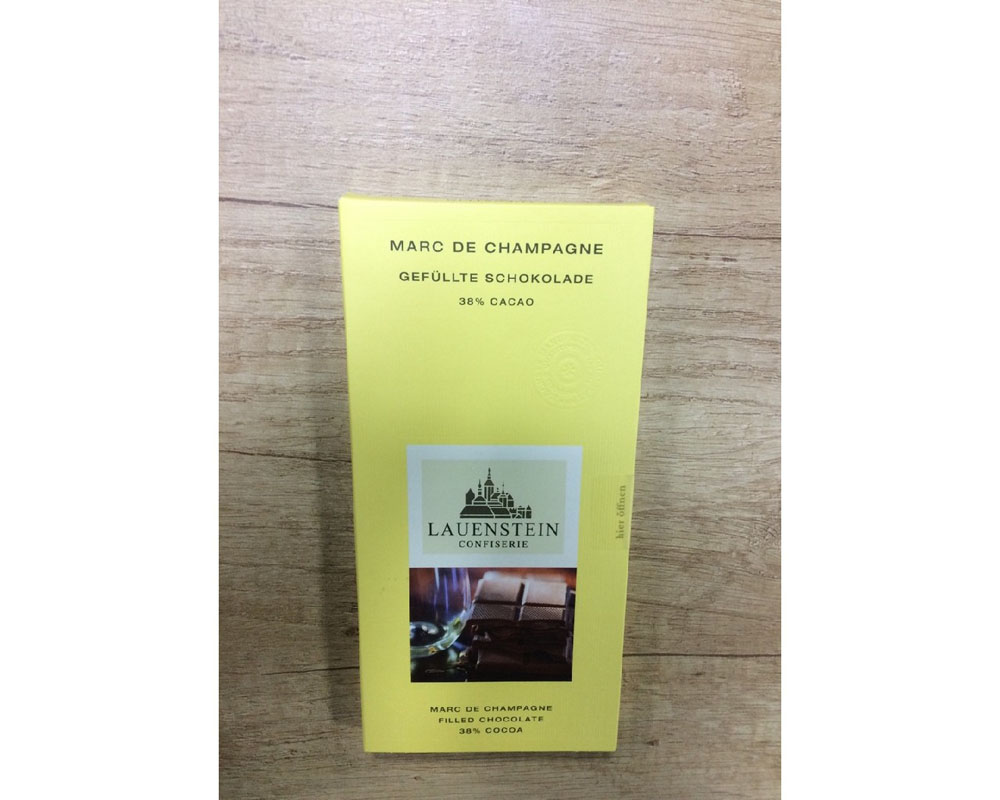 MARC DE CHAMPAGNE
GEFÜLLTE SCHOKOLADE
38% CACAO
LAUENSTEIN
CONFISERIE
hier öffnen
MARC DE CHAMPAGNE
FILLED CHOCOLATE
38% COCOA